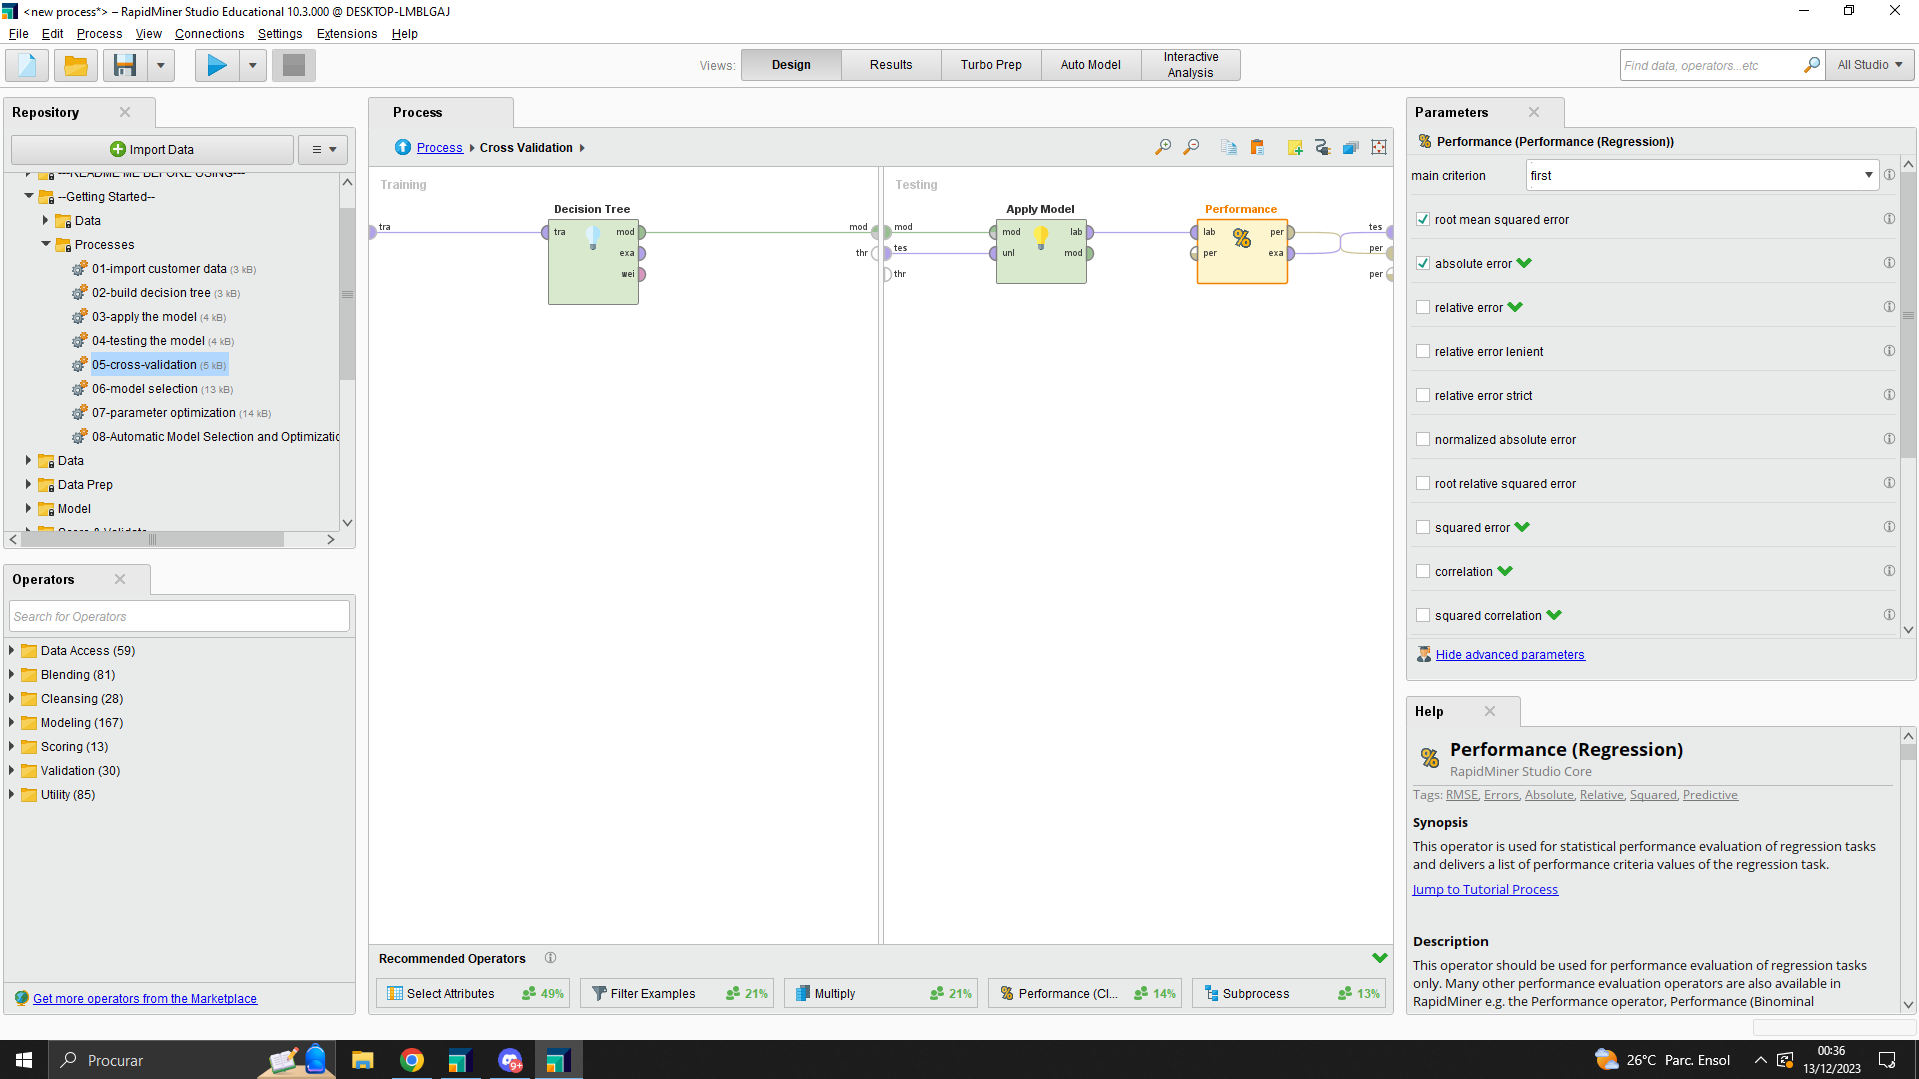 <new process*> – RapidMiner Studio Educational 10.3.000 @ DESKTOP-LMBLGAJ
File Edit Process View Connections Settings Extensions Help
Views: Design Results Turbo Prep Auto Model Interactive Analysis
Find data, operators...etc
All Studio
Repository
Import Data
---README ME BEFORE USING---
--Getting Started--
Data
Processes
01-import customer data (3 kB)
02-build decision tree (3 kB)
03-apply the model (4 kB)
04-testing the model (4 kB)
05-cross-validation (5 kB)
06-model selection (13 kB)
07-parameter optimization (14 kB)
08-Automatic Model Selection and Optimizatio
Data
Data Prep
Model
Operators
Search for Operators
Data Access (59)
Blending (81)
Cleansing (28)
Modeling (167)
Scoring (13)
Validation (30)
Utility (85)
Get more operators from the Marketplace
Process
Process Cross Validation
Training
Decision Tree
tra
tra mod
exa
wei
mod
thr
Testing
mod
tes
thr
Apply Model
mod lab
unl mod
Performance
lab per
per exa
tes
per
per
Recommended Operators
Select Attributes 49%
Filter Examples 21%
Multiply 21%
Performance (Cl... 14%
Subprocess 13%
Parameters
Performance (Performance (Regression))
main criterion first
root mean squared error
absolute error
relative error
relative error lenient
relative error strict
normalized absolute error
root relative squared error
squared error
correlation
squared correlation
Hide advanced parameters
Help
Performance (Regression)
RapidMiner Studio Core
Tags: RMSE, Errors, Absolute, Relative, Squared, Predictive
Synopsis
This operator is used for statistical performance evaluation of regression tasks
and delivers a list of performance criteria values of the regression task.
Jump to Tutorial Process
Description
This operator should be used for performance evaluation of regression tasks
only. Many other performance evaluation operators are also available in
RapidMiner e.g. the Performance operator, Performance (Binominal
Procurar
9+
26°C Parc. Ensol
00:36
13/12/2023